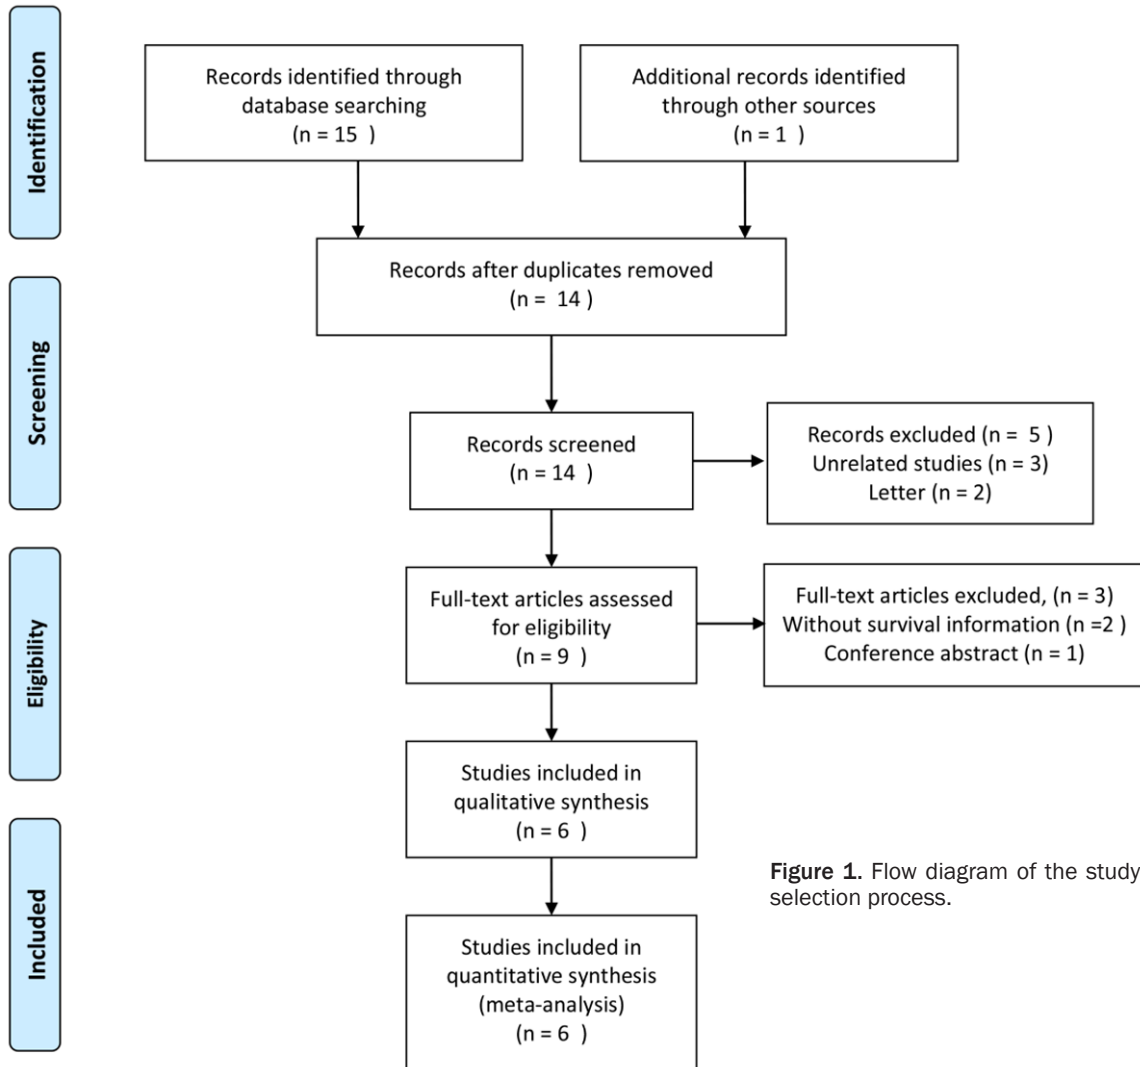 Identification
Records identified through
database searching
(n = 15  )
Additional records identified
through other sources
(n = 1  )
Records after duplicates removed
(n =  14 )
Screening
Records screened
(n = 14  )
Records excluded (n =  5 )
Unrelated studies (n = 3)
Letter (n = 2)
Eligibility
Full-text articles assessed
for eligibility
(n = 9  )
Full-text articles excluded, (n = 3)
Without survival information (n =2 )
Conference abstract (n = 1)
Studies included in
qualitative synthesis
(n = 6  )
Included
Studies included in
quantitative synthesis
(meta-analysis)
(n = 6  )
Figure 1. Flow diagram of the study
selection process.